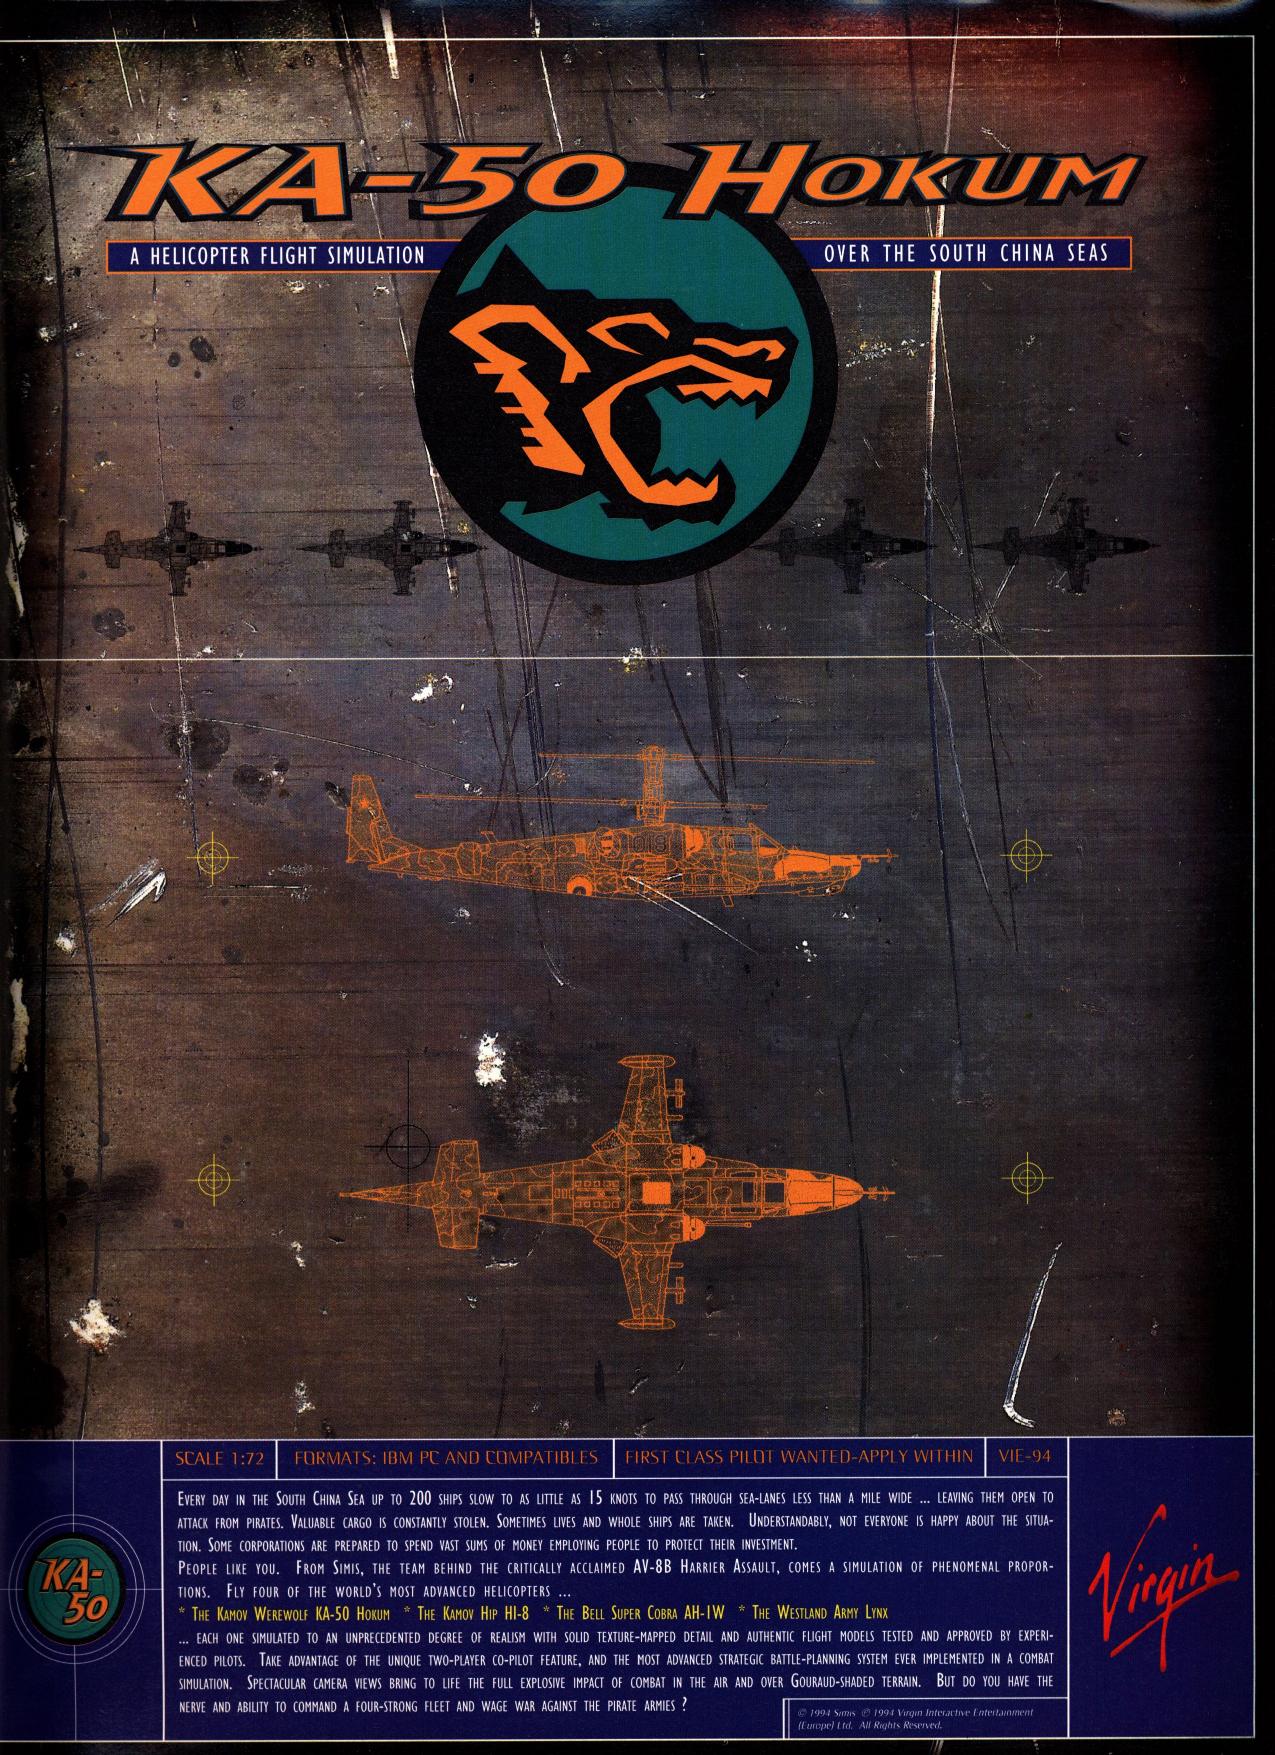 KA-50 HOKUM
A HELICOPTER FLIGHT SIMULATION
OVER THE SOUTH CHINA SEAS
1018
SCALE 1:72
FORMATS: IBM PC AND COMPATIBLES
FIRST CLASS PILOT WANTED-APPLY WITHIN
VIE-94
EVERY DAY IN THE SOUTH CHINA SEA UP TO 200 SHIPS SLOW TO AS LITTLE AS 15 KNOTS TO PASS THROUGH SEA-LANES LESS THAN A MILE WIDE ... LEAVING THEM OPEN TO
ATTACK FROM PIRATES. VALUABLE CARGO IS CONSTANTLY STOLEN. SOMETIMES LIVES AND WHOLE SHIPS ARE TAKEN. UNDERSTANDABLY, NOT EVERYONE IS HAPPY ABOUT THE SITUA-
TION. SOME CORPORATIONS ARE PREPARED TO SPEND VAST SUMS OF MONEY EMPLOYING PEOPLE TO PROTECT THEIR INVESTMENT.
PEOPLE LIKE YOU. FROM SIMIS, THE TEAM BEHIND THE CRITICALLY ACCLAIMED AV-8B HARRIER ASSAULT, COMES A SIMULATION OF PHENOMENAL PROPOR-
TIONS. FLY FOUR OF THE WORLD'S MOST ADVANCED HELICOPTERS ...
* THE KAMOV WEREWOLF KA-50 HOKUM * THE KAMOV HIP HI-8 * THE BELL SUPER COBRA AH-1W * THE WESTLAND ARMY LYNX
... EACH ONE SIMULATED TO AN UNPRECEDENTED DEGREE OF REALISM WITH SOLID TEXTURE-MAPPED DETAIL AND AUTHENTIC FLIGHT MODELS TESTED AND APPROVED BY EXPERI-
ENCED PILOTS. TAKE ADVANTAGE OF THE UNIQUE TWO-PLAYER CO-PILOT FEATURE, AND THE MOST ADVANCED STRATEGIC BATTLE-PLANNING SYSTEM EVER IMPLEMENTED IN A COMBAT
SIMULATION. SPECTACULAR CAMERA VIEWS BRING TO LIFE THE FULL EXPLOSIVE IMPACT OF COMBAT IN THE AIR AND OVER GOURAUD-SHADED TERRAIN. BUT DO YOU HAVE THE
NERVE AND ABILITY TO COMMAND A FOUR-STRONG FLEET AND WAGE WAR AGAINST THE PIRATE ARMIES ?
© 1994 Simis ℗ 1994 Virgin Interactive Entertainment
(Europe) Ltd. All Rights Reserved.
KA-
50
Virgin